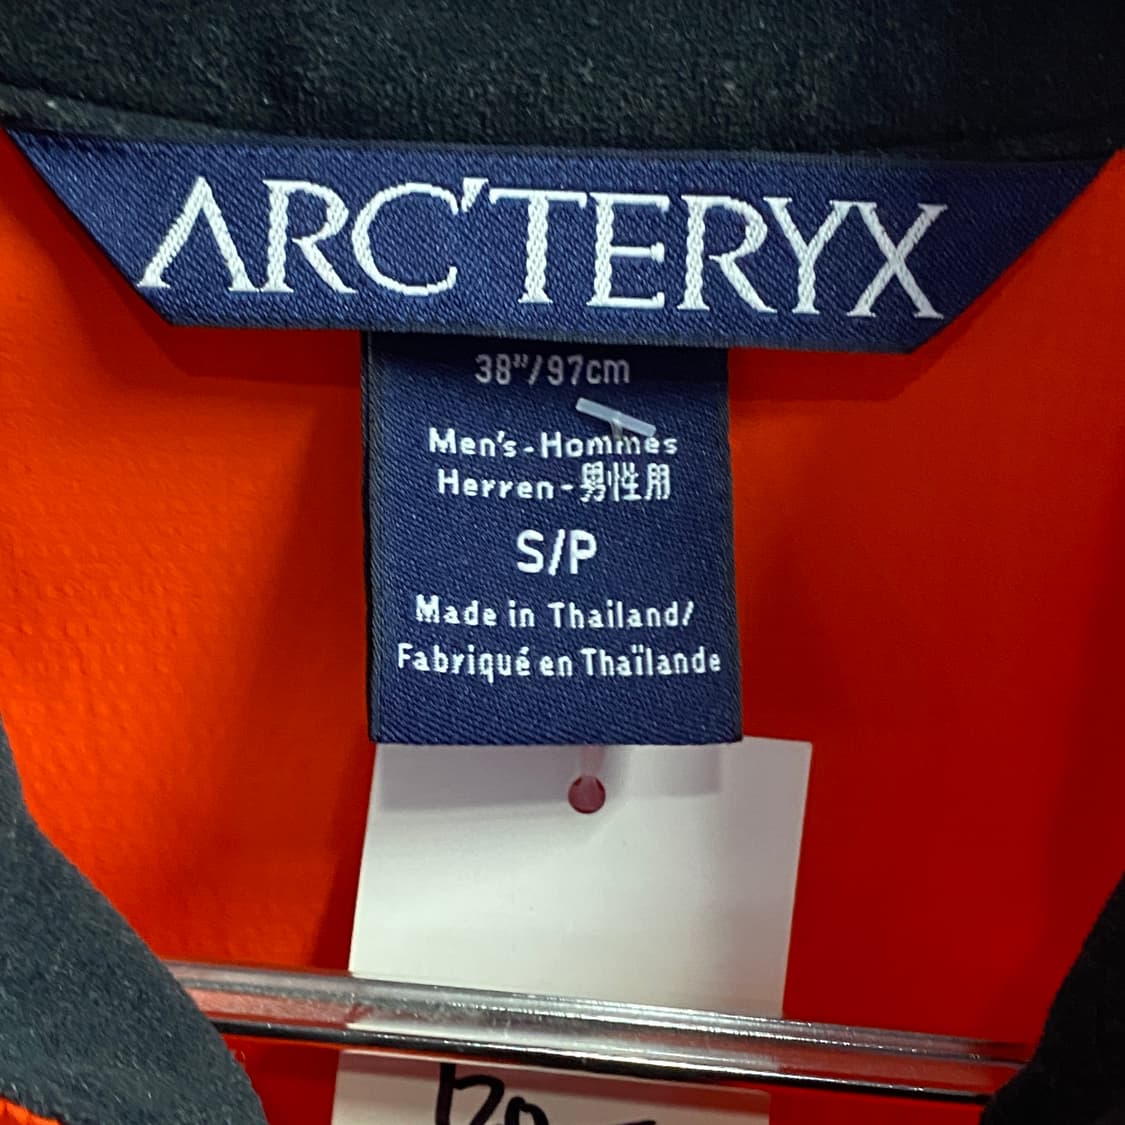 ARC'TERYX
38"/97cm
Men's-Hommes
Herren-男性用
S/P
Made in Thailand/
Fabriqué en Thaïlande